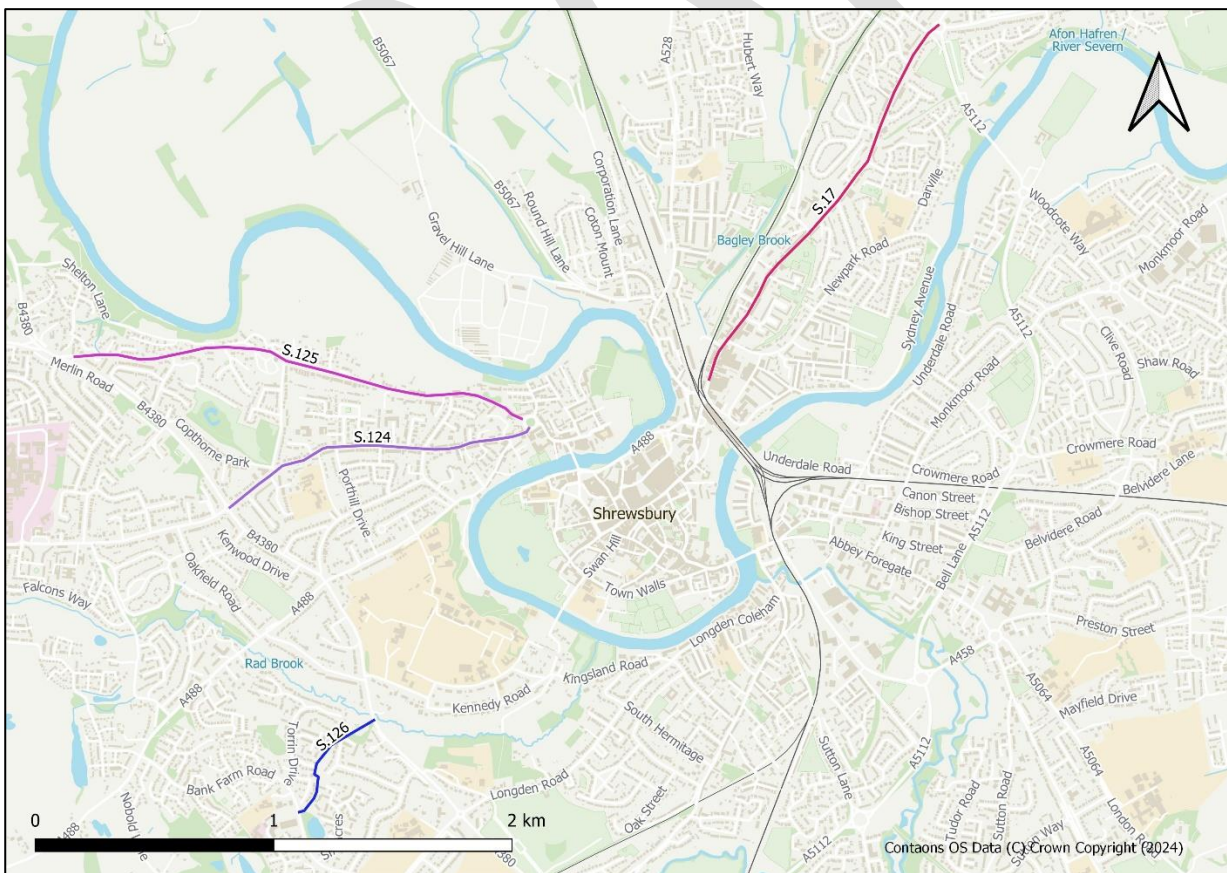 B5067
A528
Hubert Way
Afon Hafren /
River Severn
A5112
Corporation Lane
B5067
Round Hill Lane
Coton Mount
Gravel Hill Lane
S.17
Darville
Bagley Brook
Newpark Road
Woodcote Way
Monkmoor Road
Shelton Lane
B4380
Sydney Avenue
Underdale Road
A5112
Clive Road
Shaw Road
Merlin Road
S.125
B4380
Monkmoor Road
Copthorne Park
S.124
A488
Underdale Road
Crowmere Road
Crowmere Road
Belvidere Lane
Porthill Drive
Canon Street
Bishop Street
A5112
Shrewsbury
B4380
Kenwood Drive
Oakfield Road
Swan Hill
King Street
Belvidere Road
Abbey Foregate
Bell Lane
Falcons Way
A488
Town Walls
Longden Coleham
Preston Street
Rad Brook
Kingsland Road
A458
A5064
A488
Kennedy Road
Mayfield Drive
South Hermitage
S.126
Torrin Drive
Sutton Lane
A5112
Bank Farm Road
Longden Road
A5064
Nobold
Oak Street
Tudor Road
Sutton Road
London Road
A488
0
1
2 km
A5112
Contaons OS Data (C) Crown Copyright (2024)